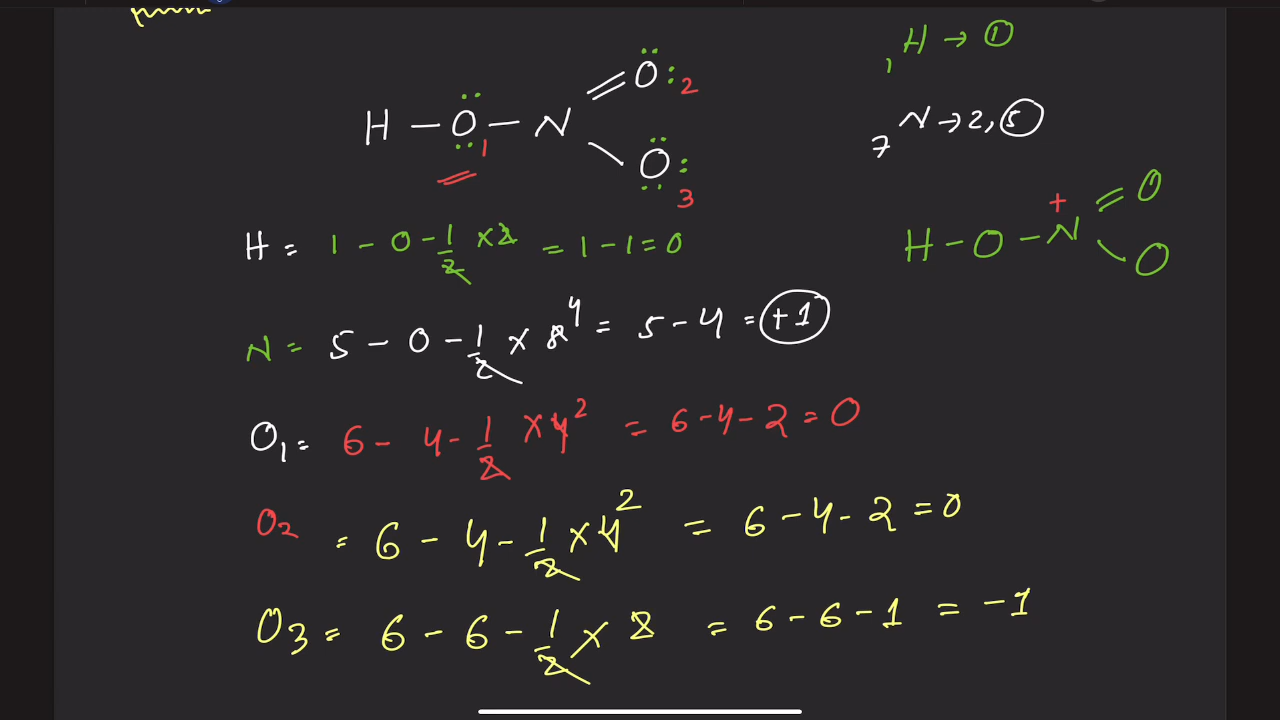 H → ①
₁
H – Ö₁ – N = Ö: 2
– Ö: 3
₇N → 2, ⑤
H – O – N⁺ = O
– O
H = 1 – 0 – 1/2 × 2 = 1 – 1 = 0
N = 5 – 0 – 1/2 × 8 4 = 5 – 4 = +1
O₁ = 6 – 4 – 1/2 × 4 2 = 6 – 4 – 2 = 0
O₂ = 6 – 4 – 1/2 × 4 2 = 6 – 4 – 2 = 0
O₃ = 6 – 6 – 1/2 × 2 = 6 – 6 – 1 = –1